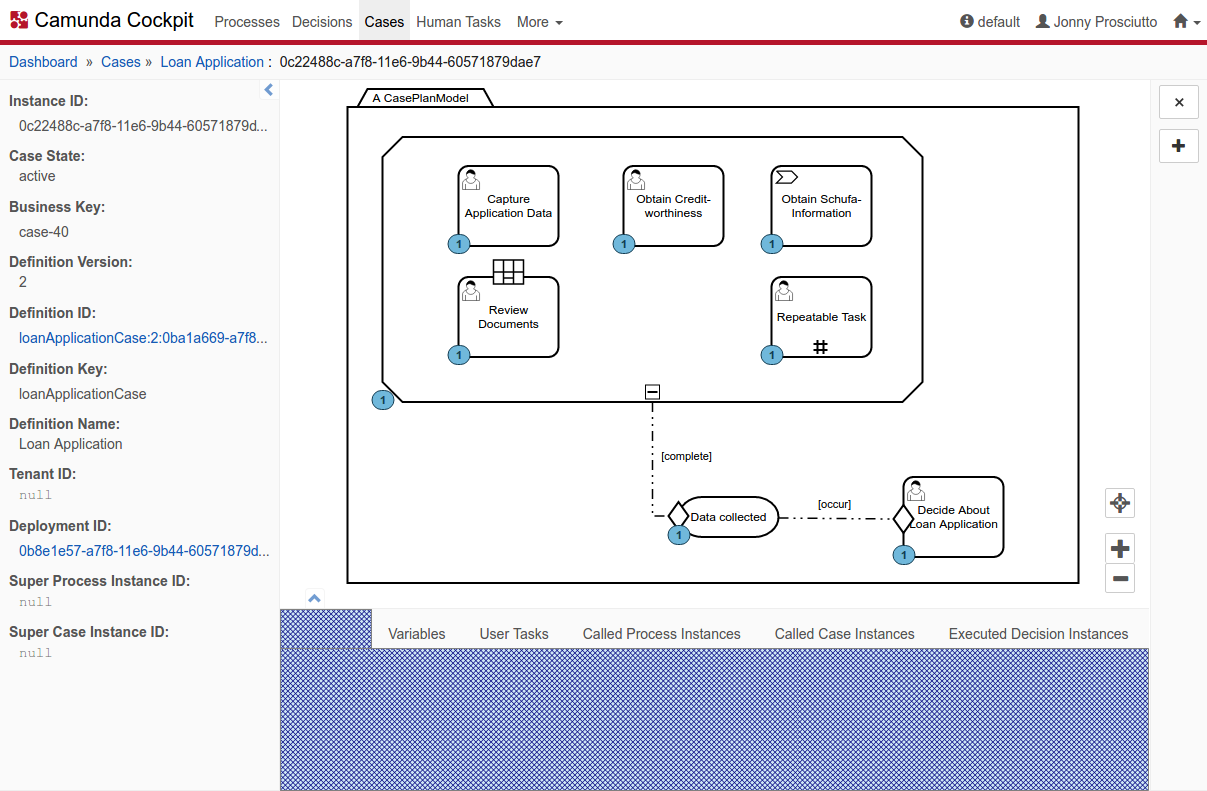 Camunda Cockpit Processes Decisions Cases Human Tasks More default Jonny Prosciutto
Dashboard » Cases » Loan Application : 0c22488c-a7f8-11e6-9b44-60571879dae7
Instance ID:
0c22488c-a7f8-11e6-9b44-60571879d...
Case State:
active
Business Key:
case-40
Definition Version:
2
Definition ID:
loanApplicationCase:2:0ba1a669-a7f8...
Definition Key:
loanApplicationCase
Definition Name:
Loan Application
Tenant ID:
null
Deployment ID:
0b8e1e57-a7f8-11e6-9b44-60571879d...
Super Process Instance ID:
null
Super Case Instance ID:
null
A CasePlanModel
Capture
Application Data
1
Obtain Credit-
worthiness
1
Obtain Schufa-
Information
1
Review
Documents
1
Repeatable Task
1
1
[complete]
Data collected
1
[occur]
Decide About
Loan Application
1
Variables User Tasks Called Process Instances Called Case Instances Executed Decision Instances